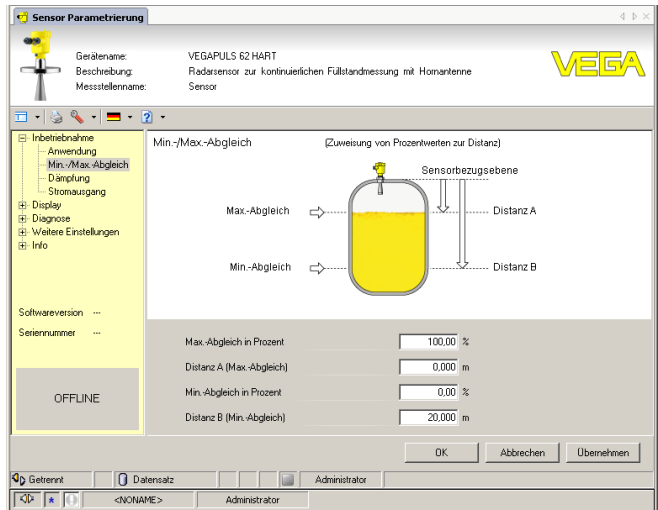 Sensor Parametrierung
Gerätename: VEGAPULS 62 HART
Beschreibung: Radarsensor zur kontinuierlichen Füllstandmessung mit Hornantenne
Messstellenname: Sensor
VEGA
Inbetriebnahme
Anwendung
Min.-/Max.-Abgleich
Dämpfung
Stromausgang
Display
Diagnose
Weitere Einstellungen
Info
Softwareversion ---
Seriennummer ---
OFFLINE
Min.-/Max.-Abgleich (Zuweisung von Prozentwerten zur Distanz)
Sensorbezugsebene
Max.-Abgleich Distanz A
Min.-Abgleich Distanz B
Max.-Abgleich in Prozent 100,00 %
Distanz A (Max.-Abgleich) 0,000 m
Min.-Abgleich in Prozent 0,00 %
Distanz B (Min.-Abgleich) 20,000 m
OK Abbrechen Übernehmen
Getrennt Datensatz Administrator
<NONAME> Administrator